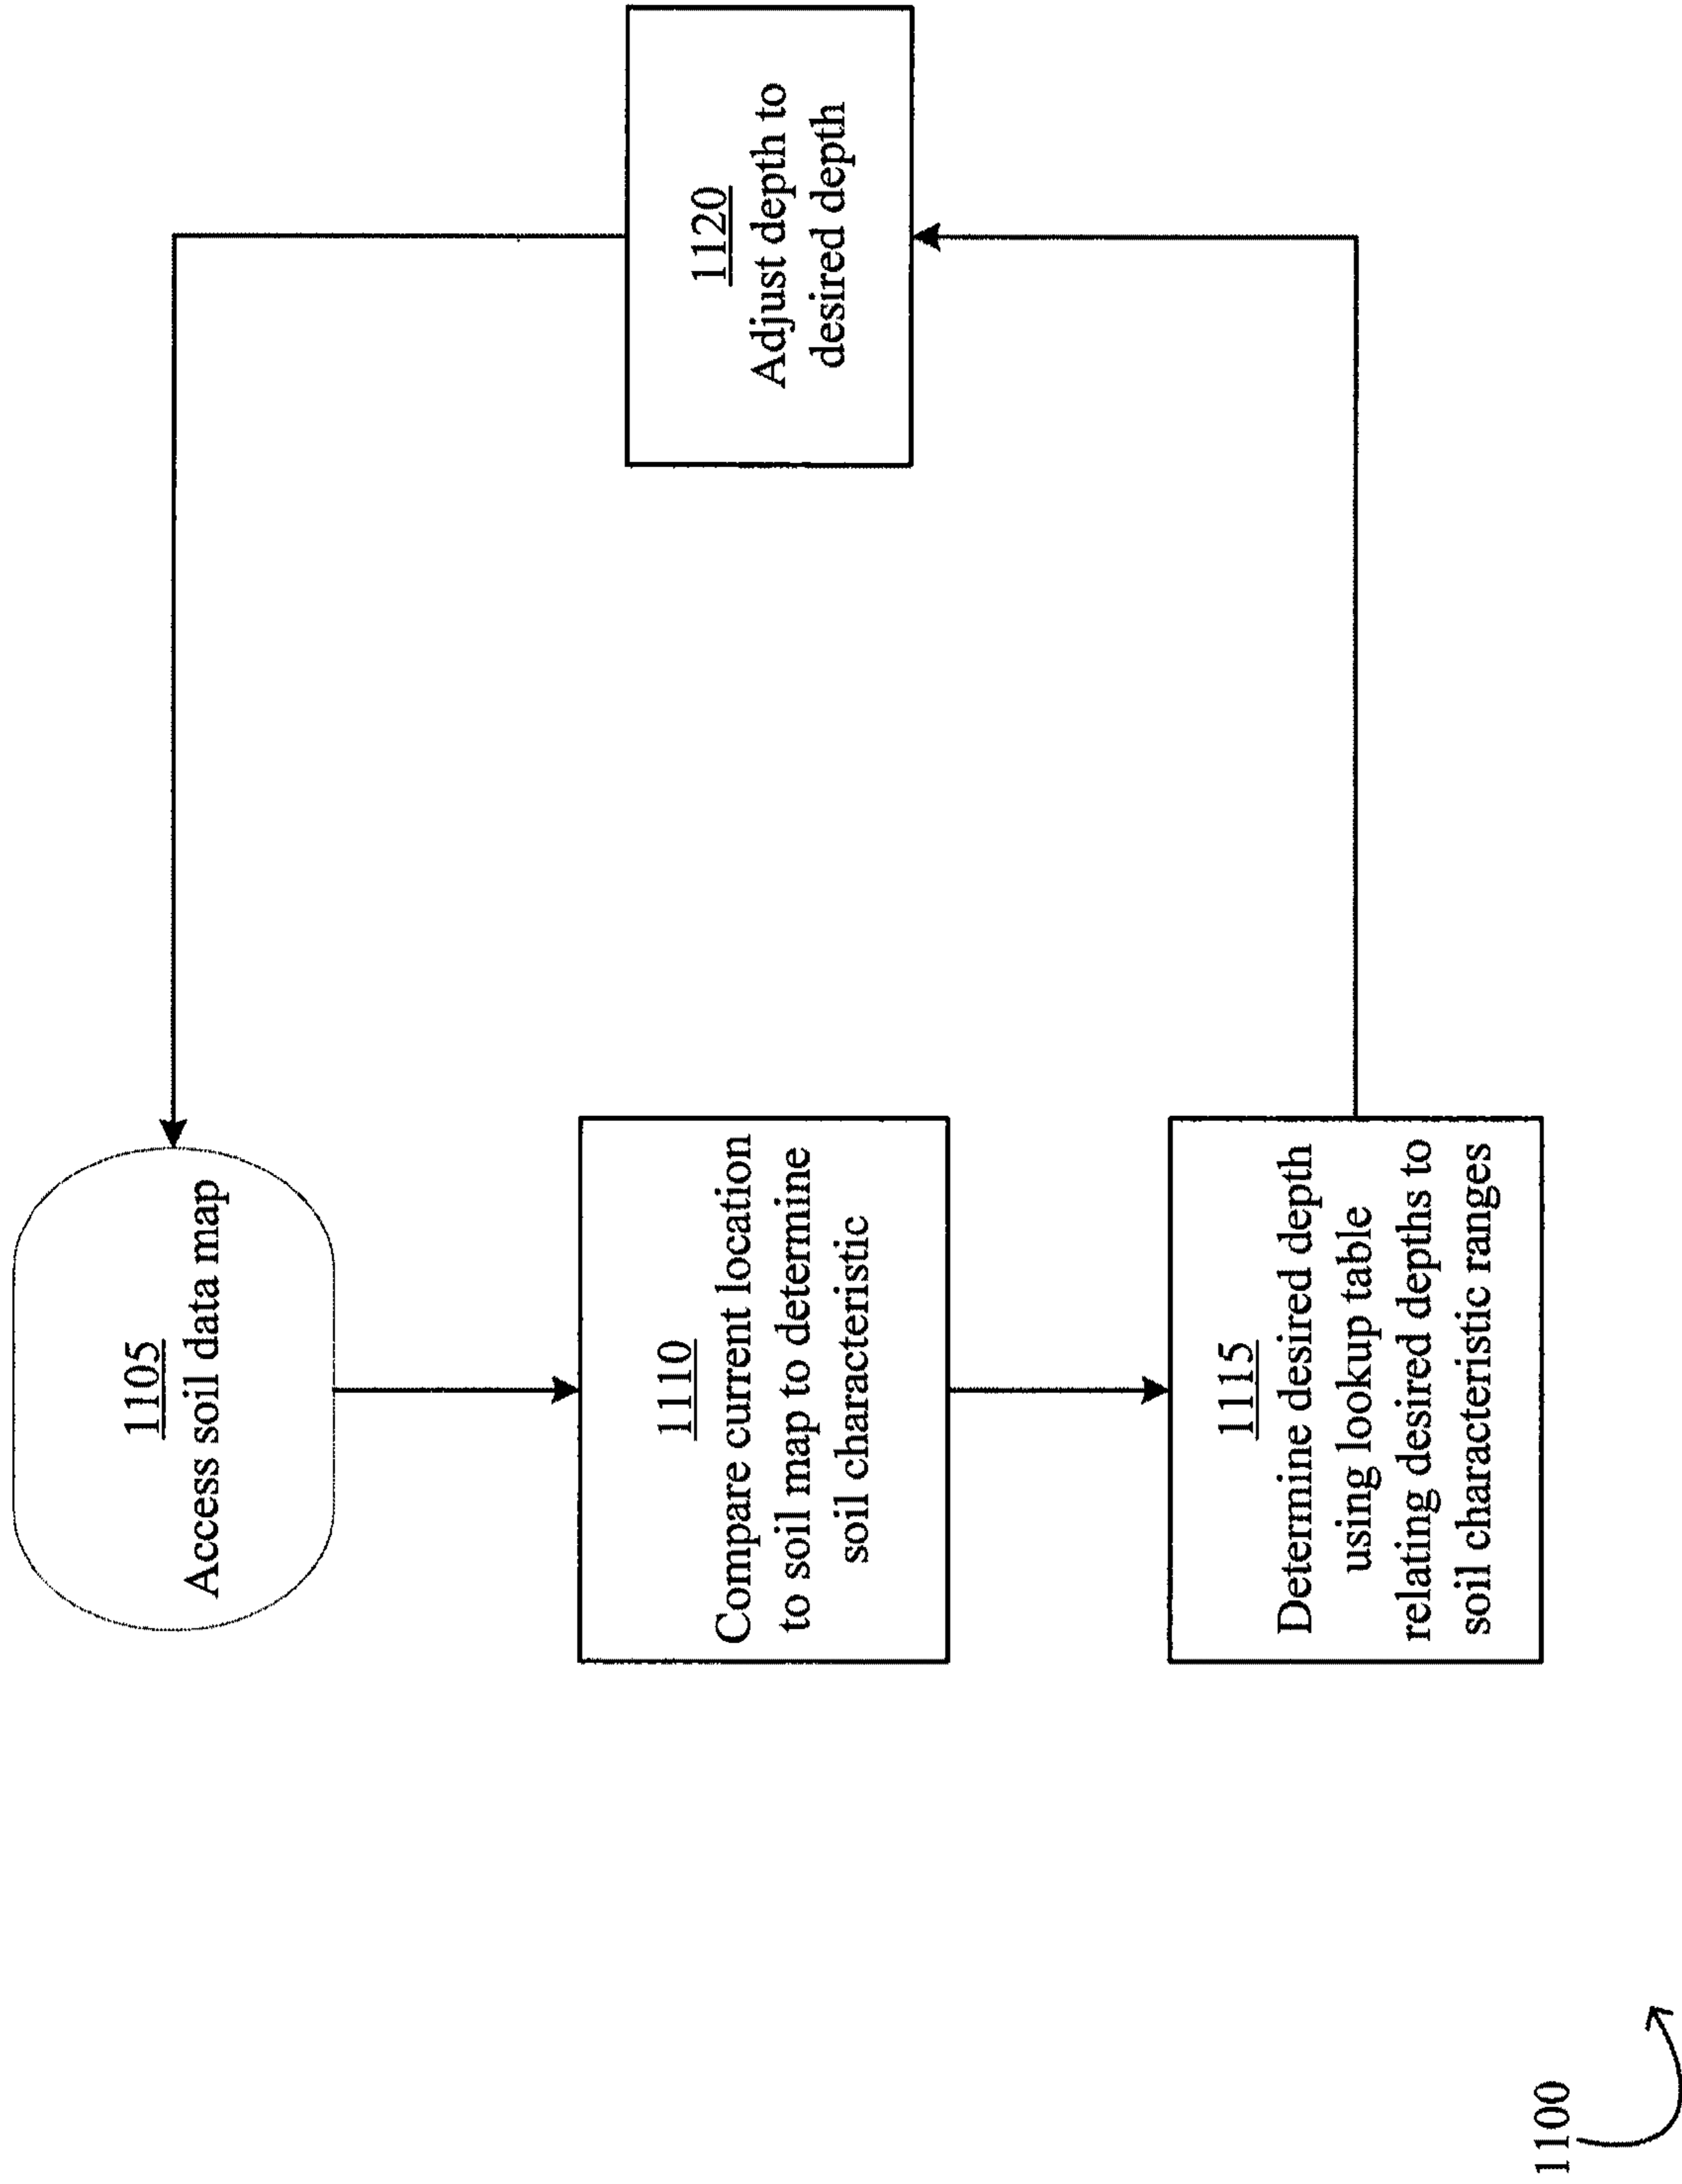 1105
Access soil data map
1110
Compare current location
to soil map to determine
soil characteristic
1115
Determine desired depth
using lookup table
relating desired depths to
soil characteristic ranges
1120
Adjust depth to
desired depth
1100